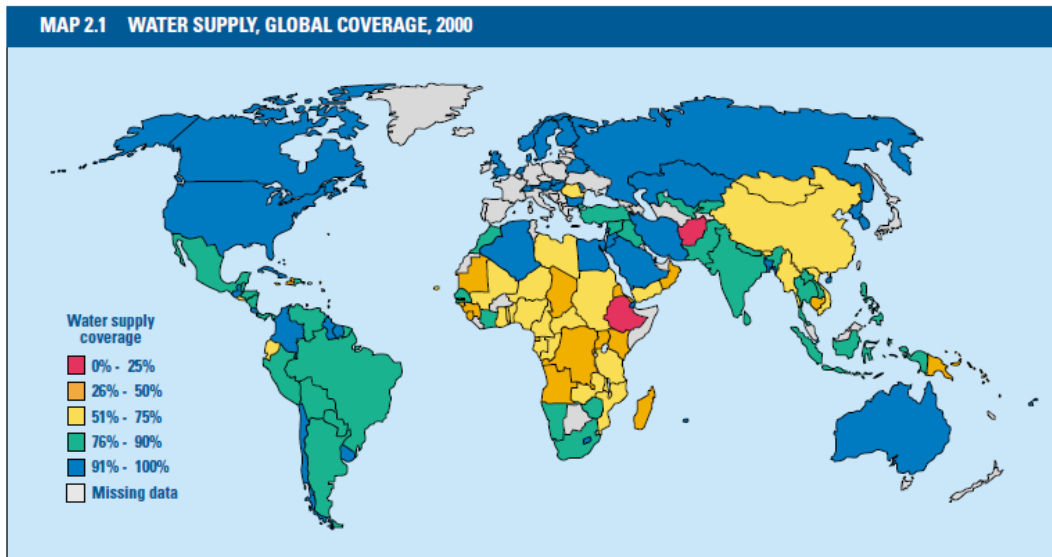 MAP 2.1 WATER SUPPLY, GLOBAL COVERAGE, 2000
Water supply
coverage
0% - 25%
26% - 50%
51% - 75%
76% - 90%
91% - 100%
Missing data